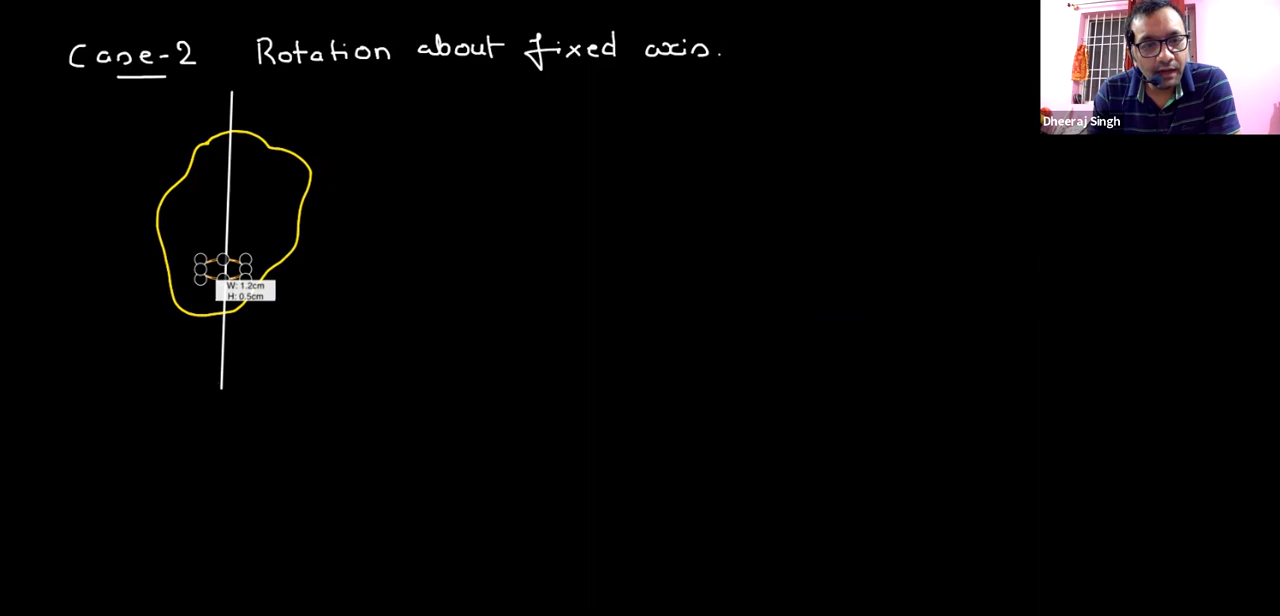 Case-2 Rotation about fixed axis.
Dheeraj Singh
W: 1.2cm
H: 0.5cm